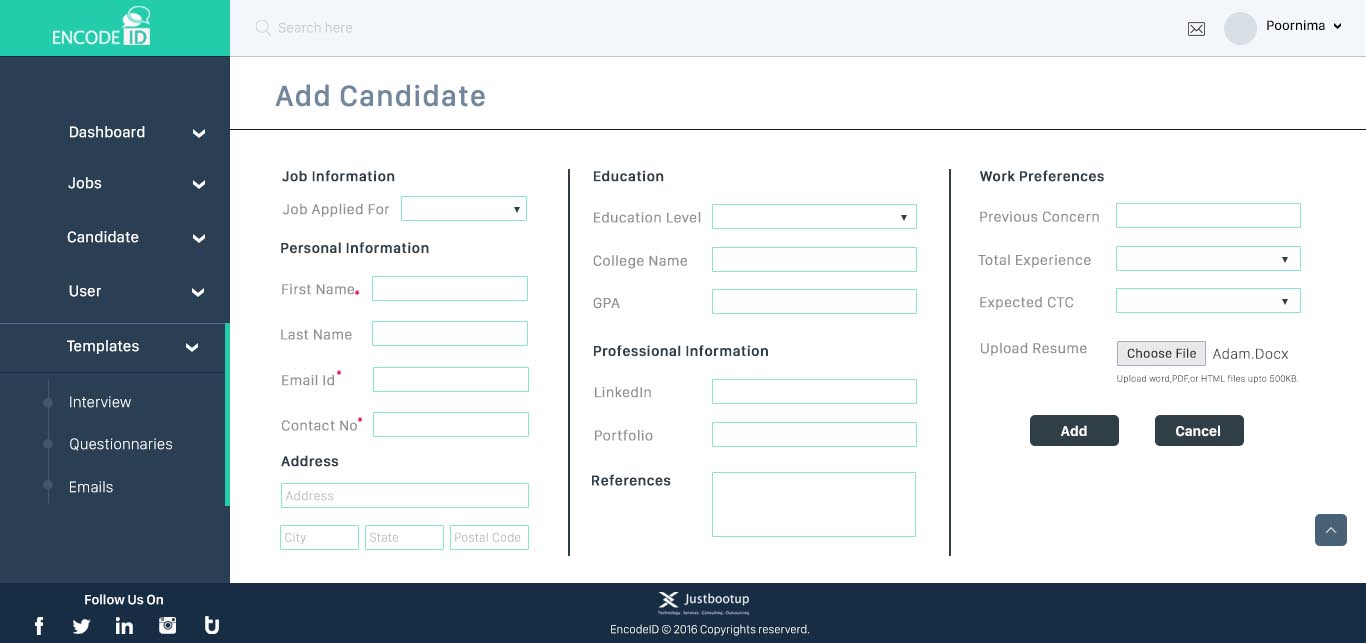 ENCODE ID
Search here
Poornima
Add Candidate
Dashboard
Jobs
Candidate
User
Templates
Interview
Questionnaries
Emails
Job Information
Job Applied For
Personal Information
First Name*
Last Name
Email Id*
Contact No*
Address
Address
City State Postal Code
Education
Education Level
College Name
GPA
Professional Information
LinkedIn
Portfolio
References
Work Preferences
Previous Concern
Total Experience
Expected CTC
Upload Resume Choose File Adam.Docx
Upload word,PDF,or HTML files upto 500KB.
Add Cancel
Follow Us On
Justbootup
Technology. Services. Consulting. Outsourcing
EncodeID © 2016 Copyrights reserverd.